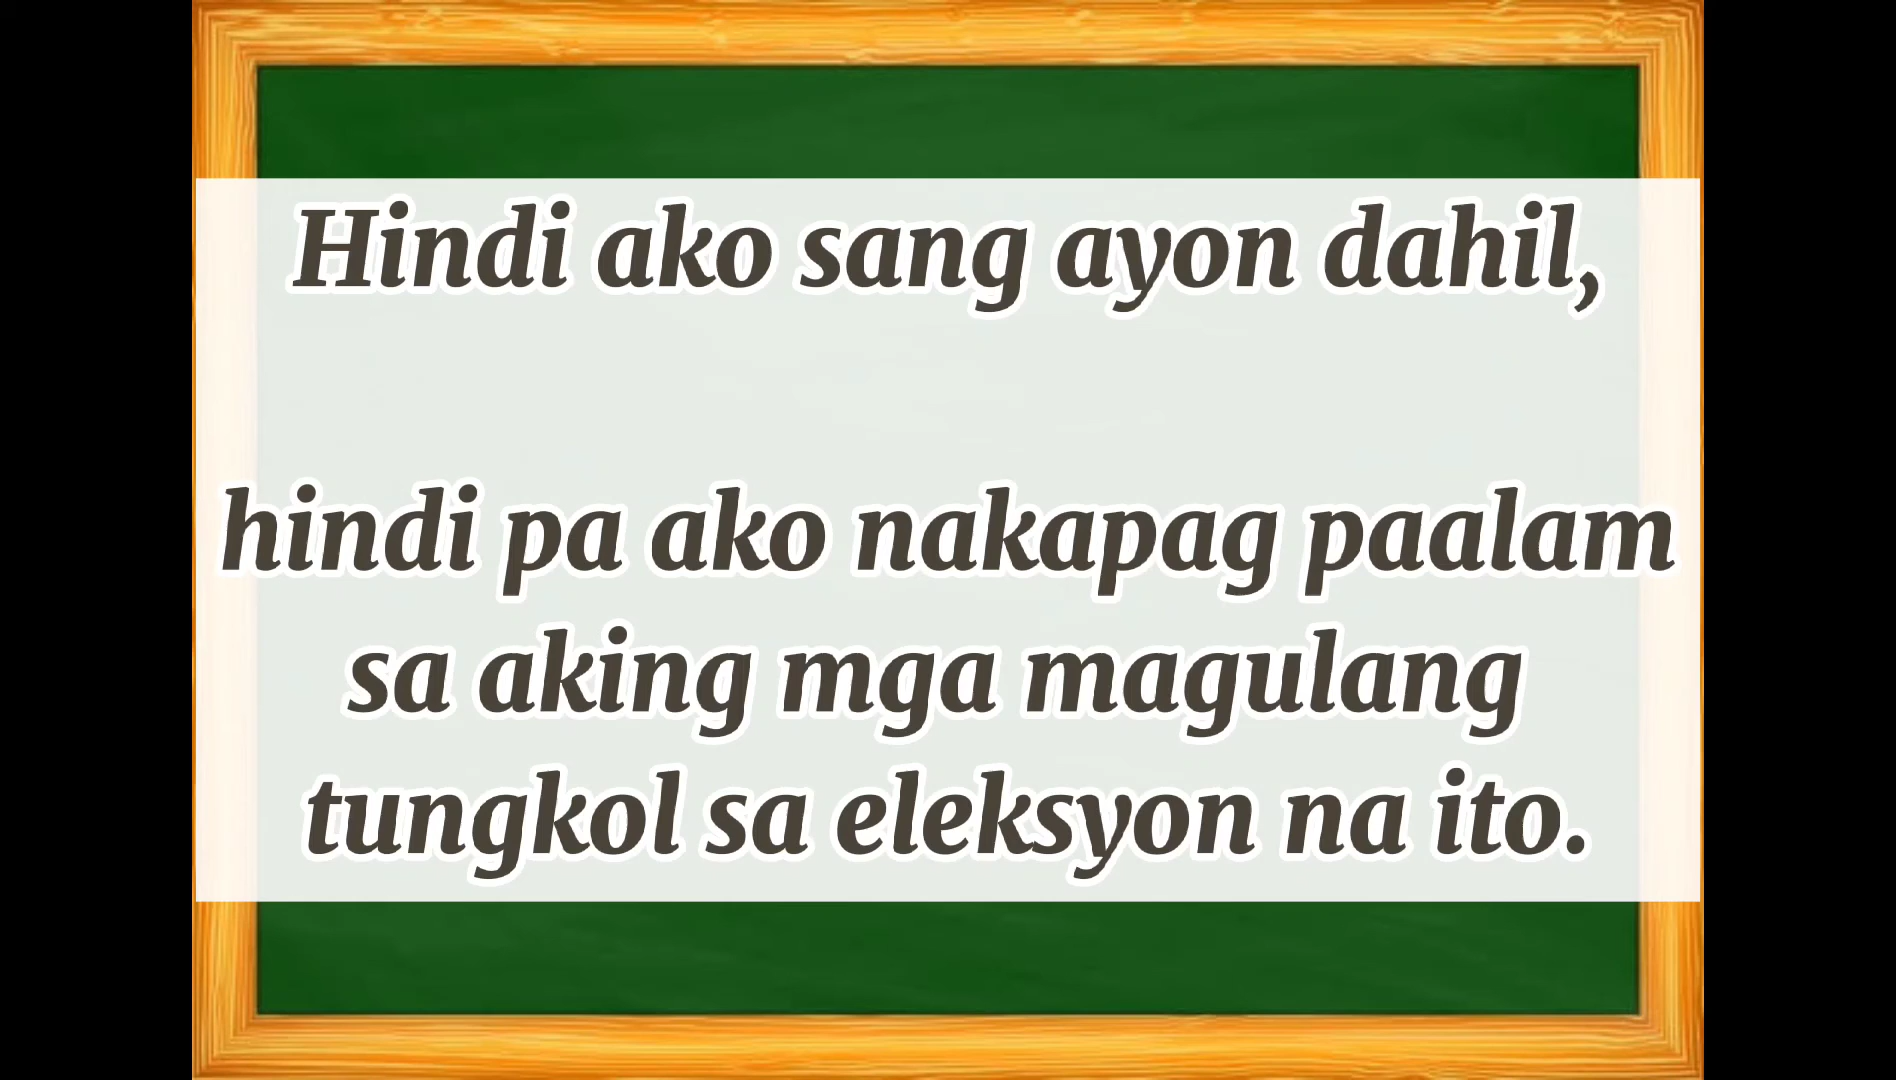 Hindi ako sang ayon dahil,
hindi pa ako nakapag paalam
sa aking mga magulang
tungkol sa eleksyon na ito.